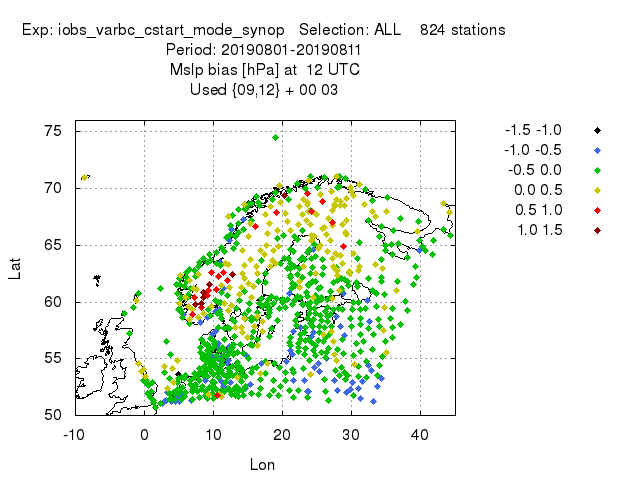 Exp: iobs_varbc_cstart_mode_synop Selection: ALL 824 stations
Period: 20190801-20190811
Mslp bias [hPa] at 12 UTC
Used {09,12} + 00 03
75
70
65
60
55
50
Lat
-10 0 10 20 30 40
Lon
-1.5 -1.0
-1.0 -0.5
-0.5 0.0
0.0 0.5
0.5 1.0
1.0 1.5